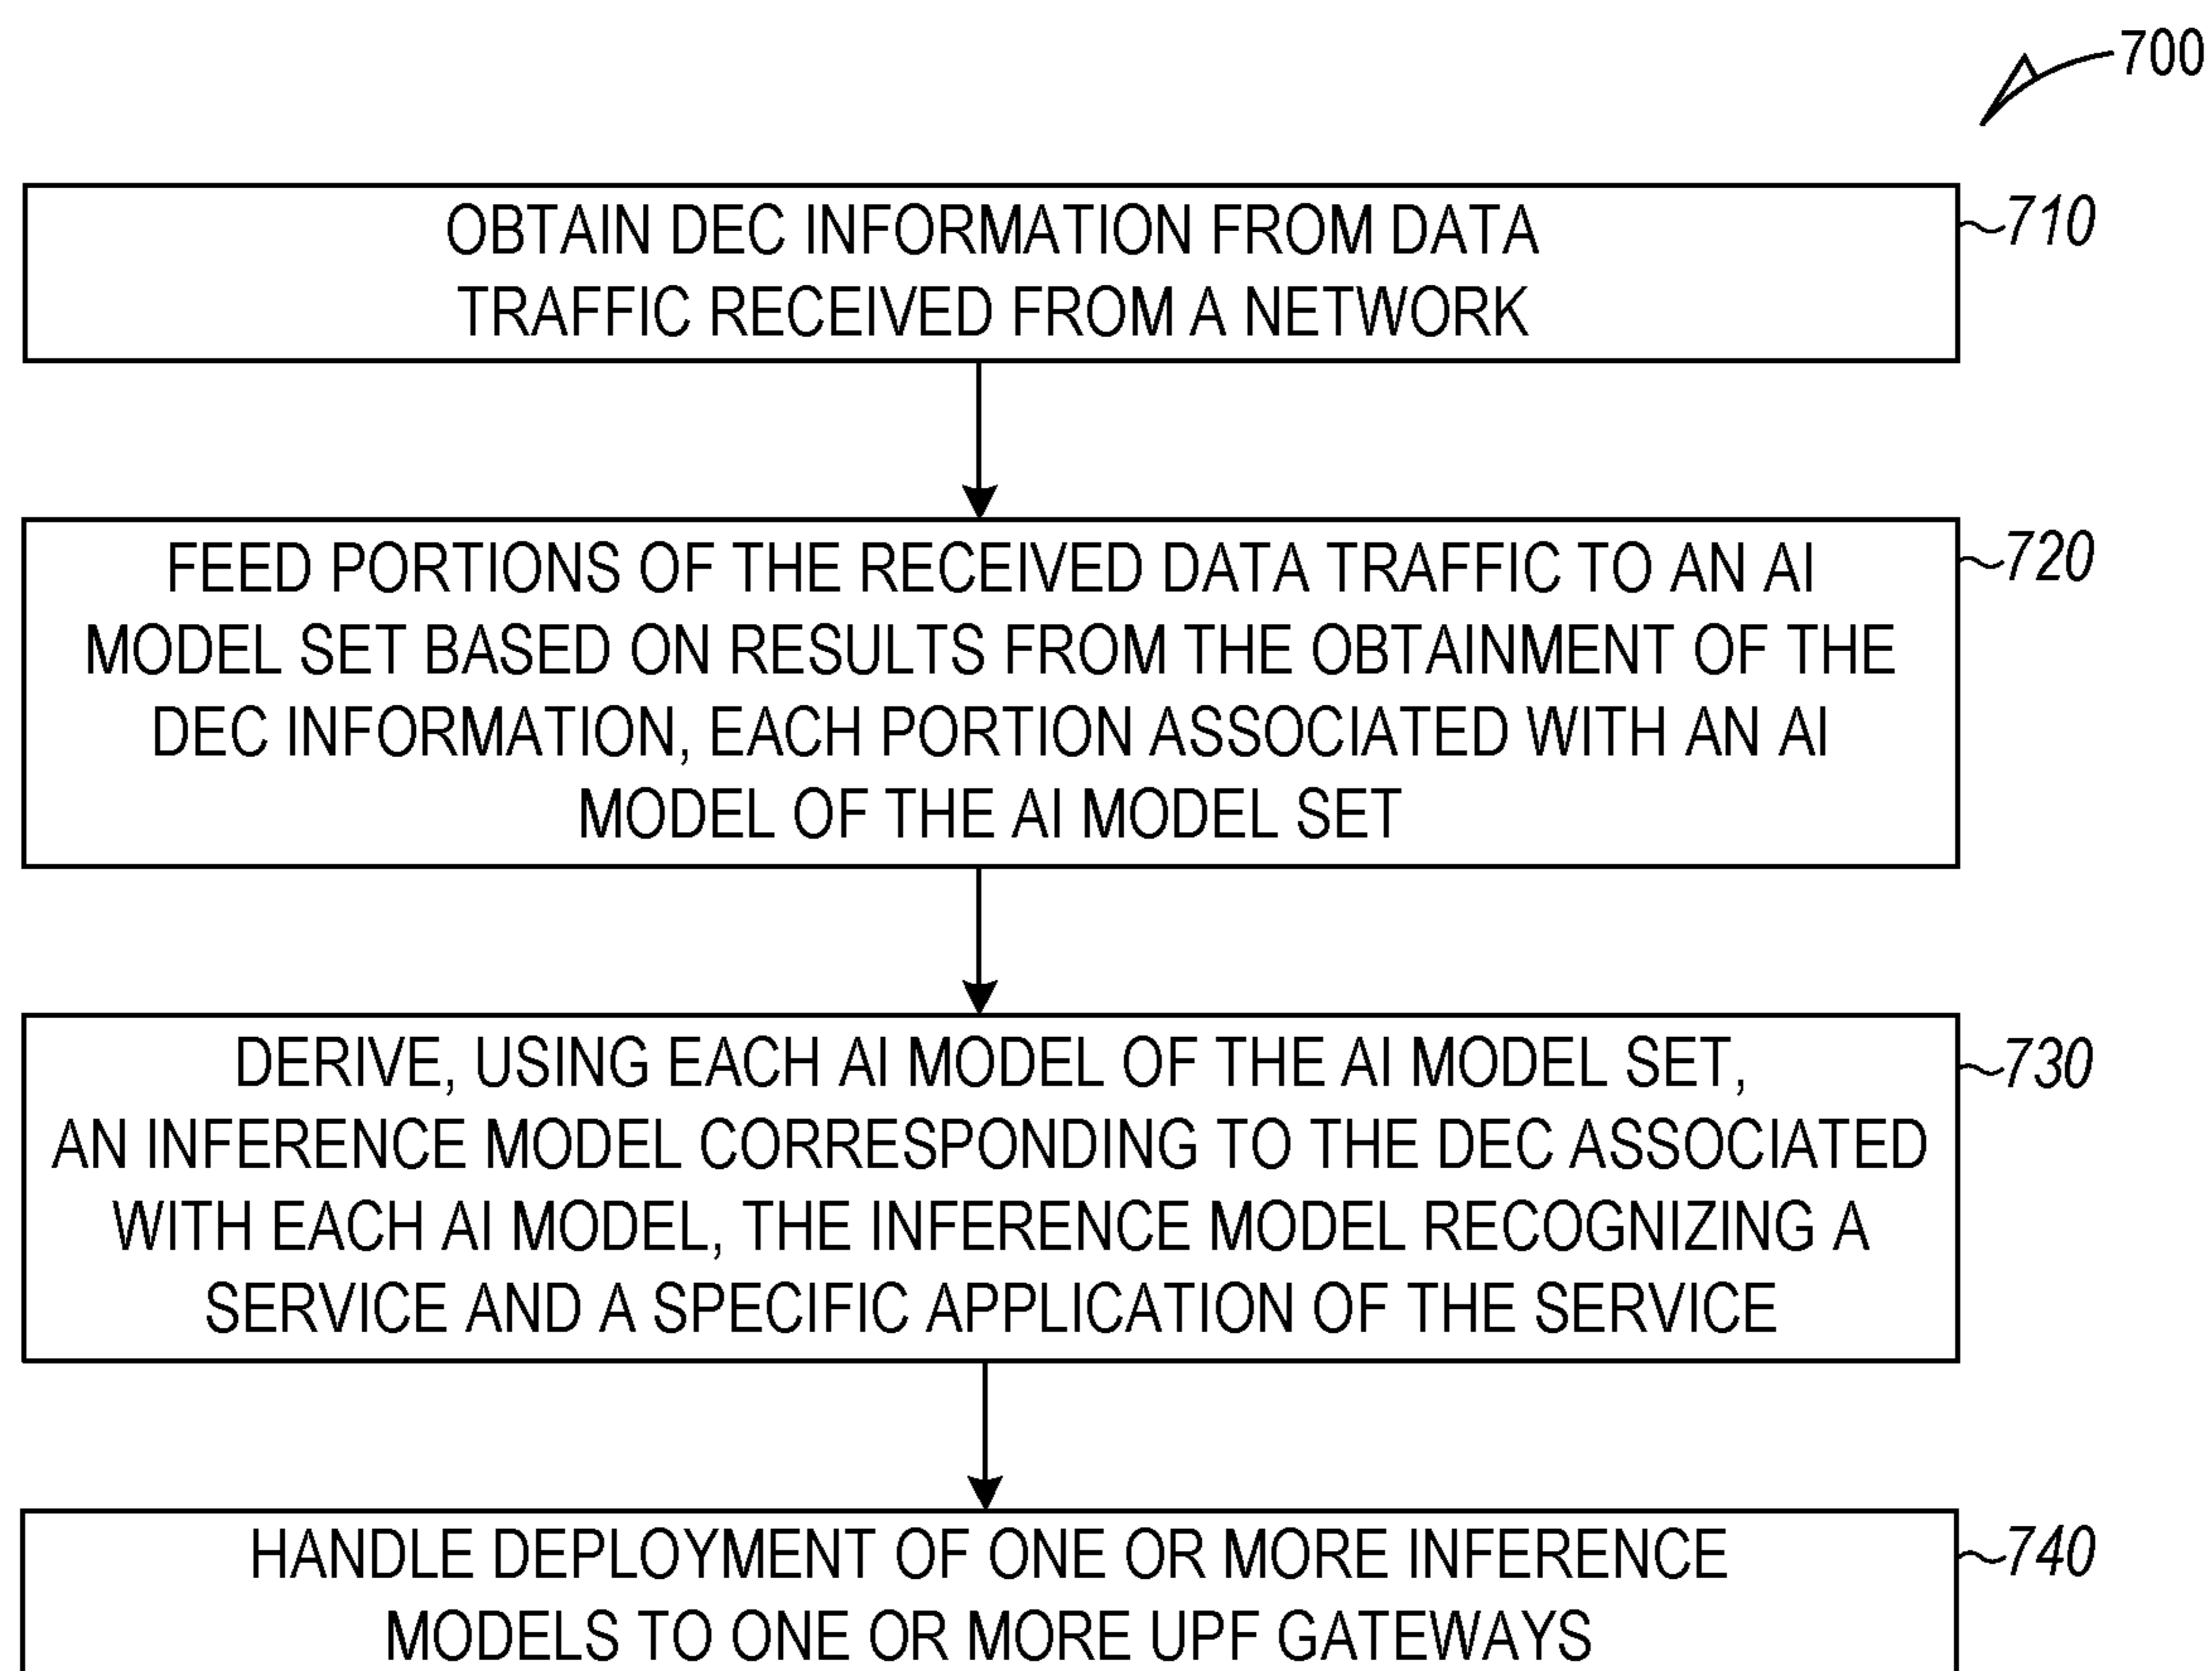 700
OBTAIN DEC INFORMATION FROM DATA
TRAFFIC RECEIVED FROM A NETWORK
710
FEED PORTIONS OF THE RECEIVED DATA TRAFFIC TO AN AI
MODEL SET BASED ON RESULTS FROM THE OBTAINMENT OF THE
DEC INFORMATION, EACH PORTION ASSOCIATED WITH AN AI
MODEL OF THE AI MODEL SET
720
DERIVE, USING EACH AI MODEL OF THE AI MODEL SET,
AN INFERENCE MODEL CORRESPONDING TO THE DEC ASSOCIATED
WITH EACH AI MODEL, THE INFERENCE MODEL RECOGNIZING A
SERVICE AND A SPECIFIC APPLICATION OF THE SERVICE
730
HANDLE DEPLOYMENT OF ONE OR MORE INFERENCE
MODELS TO ONE OR MORE UPF GATEWAYS
740